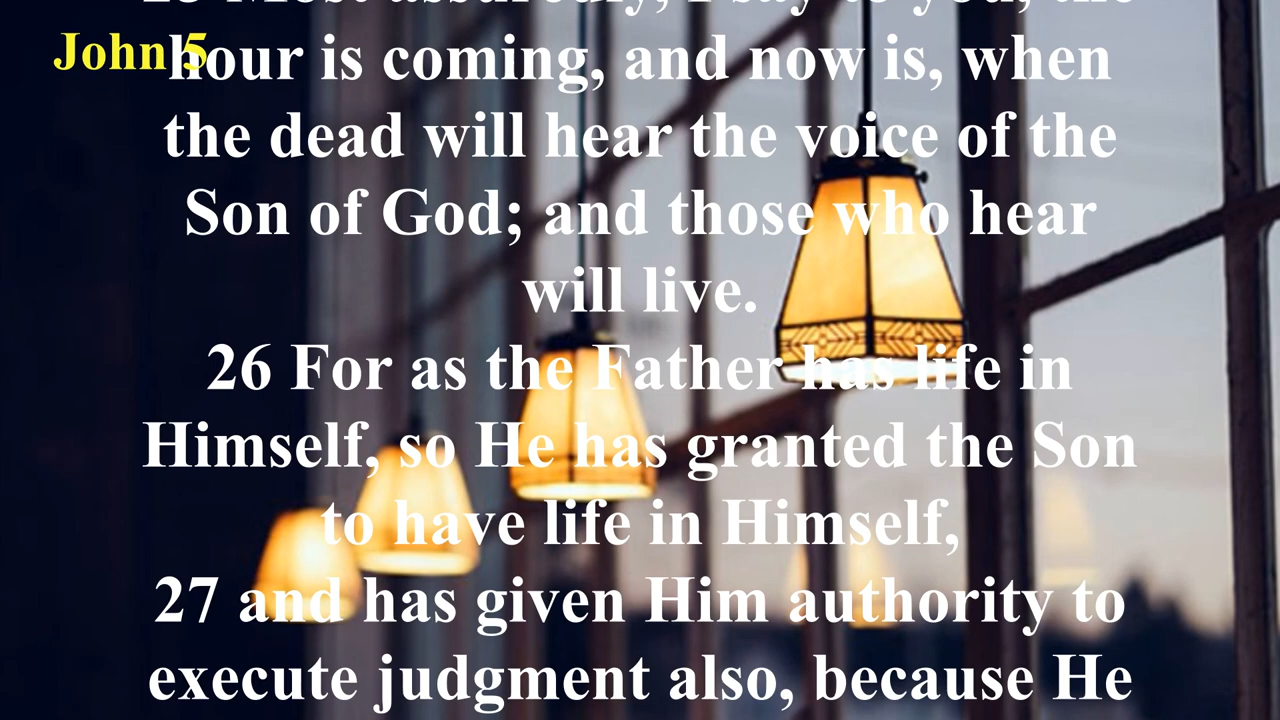 John 5
25 Most assuredly, I say to you, the
hour is coming, and now is, when
the dead will hear the voice of the
Son of God; and those who hear
will live.
26 For as the Father has life in
Himself, so He has granted the Son
to have life in Himself,
27 and has given Him authority to
execute judgment also, because He